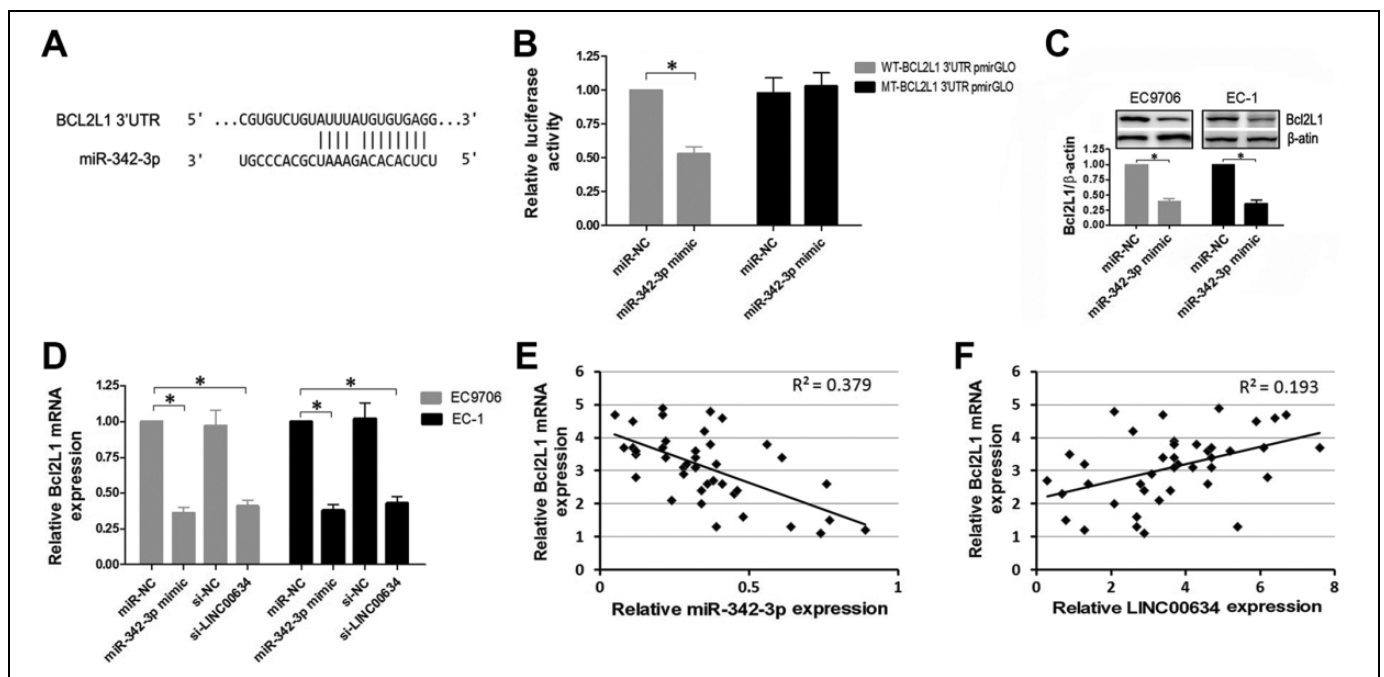 A
BCL2L1 3'UTR 5' ...CGUGUCUGUAUUUAUGUGUGAGG...3'
miR-342-3p 3' UGCCCACGCUAAAGACACACUCU 5'
B
Relative luciferase
activity
1.25
1.00
0.75
0.50
0.25
0.00
*
miR-NC
miR-342-3p mimic
miR-NC
miR-342-3p mimic
WT-BCL2L1 3'UTR pmirGLO
MT-BCL2L1 3'UTR pmirGLO
C
EC9706 EC-1
Bcl2L1
β-atin
Bcl2L1/β-actin
1.25
1.00
0.75
0.50
0.25
0.00
* *
miR-NC
miR-342-3p mimic
miR-NC
miR-342-3p mimic
D
Relative Bcl2L1 mRNA
expression
1.25
1.00
0.75
0.50
0.25
0.00
* *
* *
EC9706
EC-1
miR-NC
miR-342-3p mimic
si-NC
si-LINC00634
miR-NC
miR-342-3p mimic
si-NC
si-LINC00634
E
Relative Bcl2L1 mRNA
expression
6
5
4
3
2
1
0
R² = 0.379
0 0.5 1
Relative miR-342-3p expression
F
Relative Bcl2L1 mRNA
expression
6
5
4
3
2
1
0
R² = 0.193
0 2 4 6 8
Relative LINC00634 expression